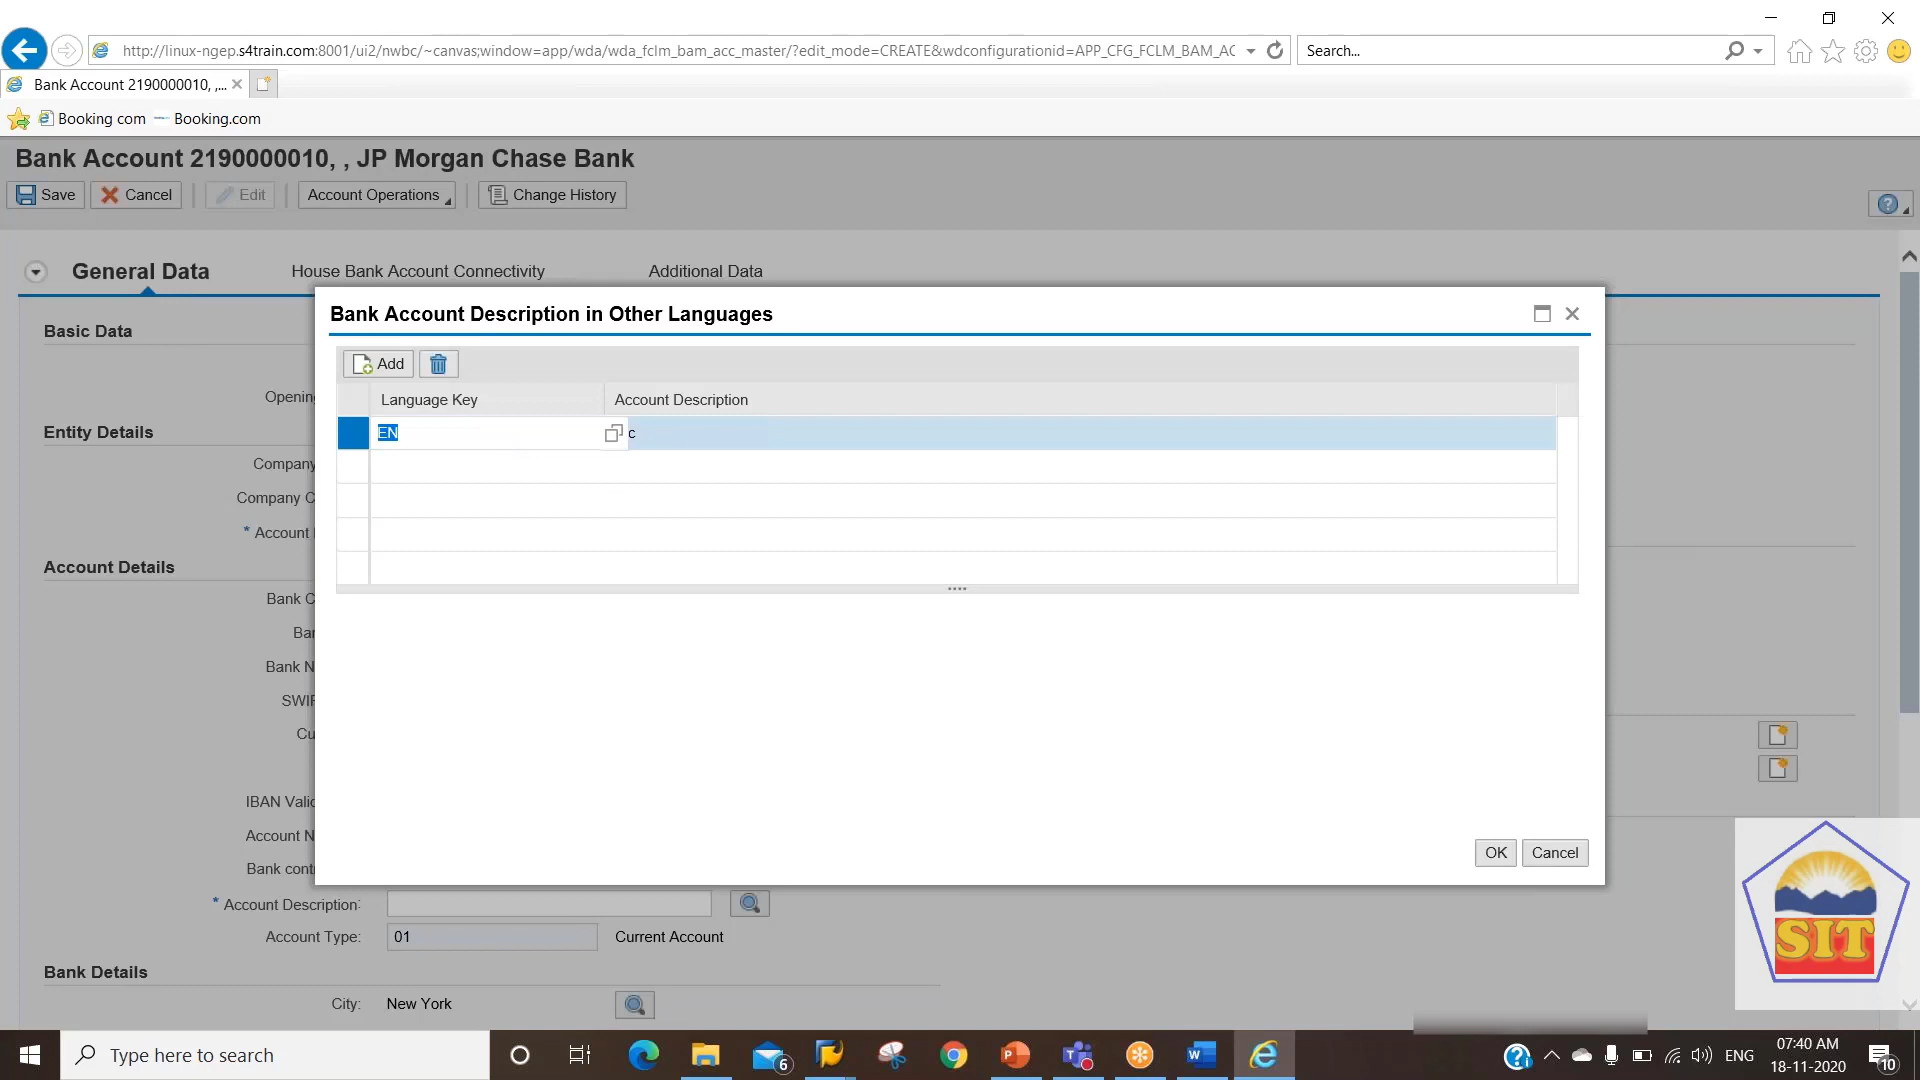 http://linux-ngep.s4train.com:8001/ui2/nwbc/~canvas;window=app/wda/wda_fclm_bam_acc_master/?edit_mode=CREATE&wdconfigurationid=APP_CFG_FCLM_BAM_AC
Search...
Bank Account 2190000010, ,...
Booking com
Booking.com
Bank Account 2190000010, , JP Morgan Chase Bank
Save
Cancel
Edit
Account Operations
Change History
General Data
House Bank Account Connectivity
Additional Data
Bank Account Description in Other Languages
Basic Data
Add
Opening
Language Key
Account Description
Entity Details
EN
c
Company
Company C
* Account
Account Details
Bank C
Ban
Bank N
SWIF
Cu
IBAN Valid
Account N
Bank cont
OK
Cancel
* Account Description:
Account Type:
01
Current Account
Bank Details
City:
New York
SIT
Type here to search
6
ENG
07:40 AM
18-11-2020
10